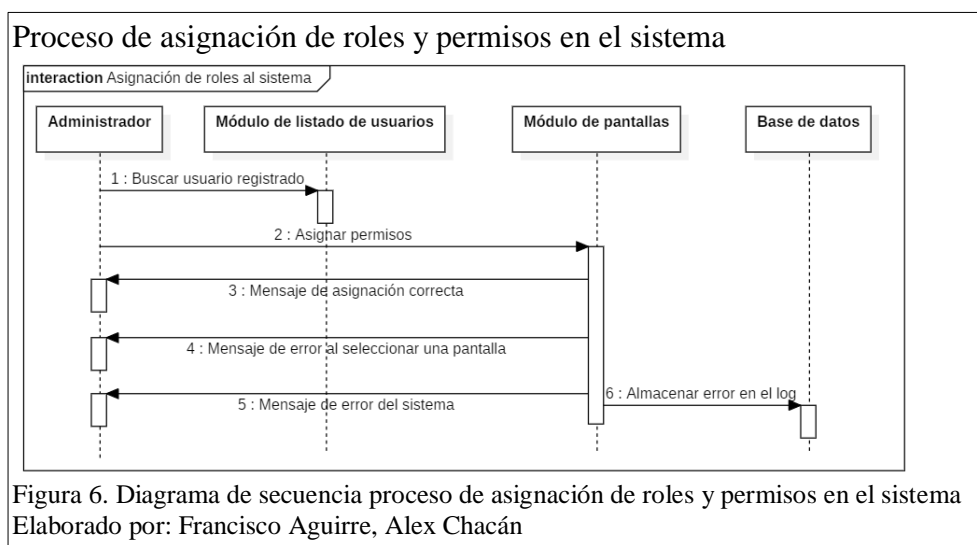 Proceso de asignación de roles y permisos en el sistema
interaction Asignación de roles al sistema
Administrador
Módulo de listado de usuarios
Módulo de pantallas
Base de datos
1 : Buscar usuario registrado
2 : Asignar permisos
3 : Mensaje de asignación correcta
4 : Mensaje de error al seleccionar una pantalla
5 : Mensaje de error del sistema
6 : Almacenar error en el log
Figura 6. Diagrama de secuencia proceso de asignación de roles y permisos en el sistema
Elaborado por: Francisco Aguirre, Alex Chacán